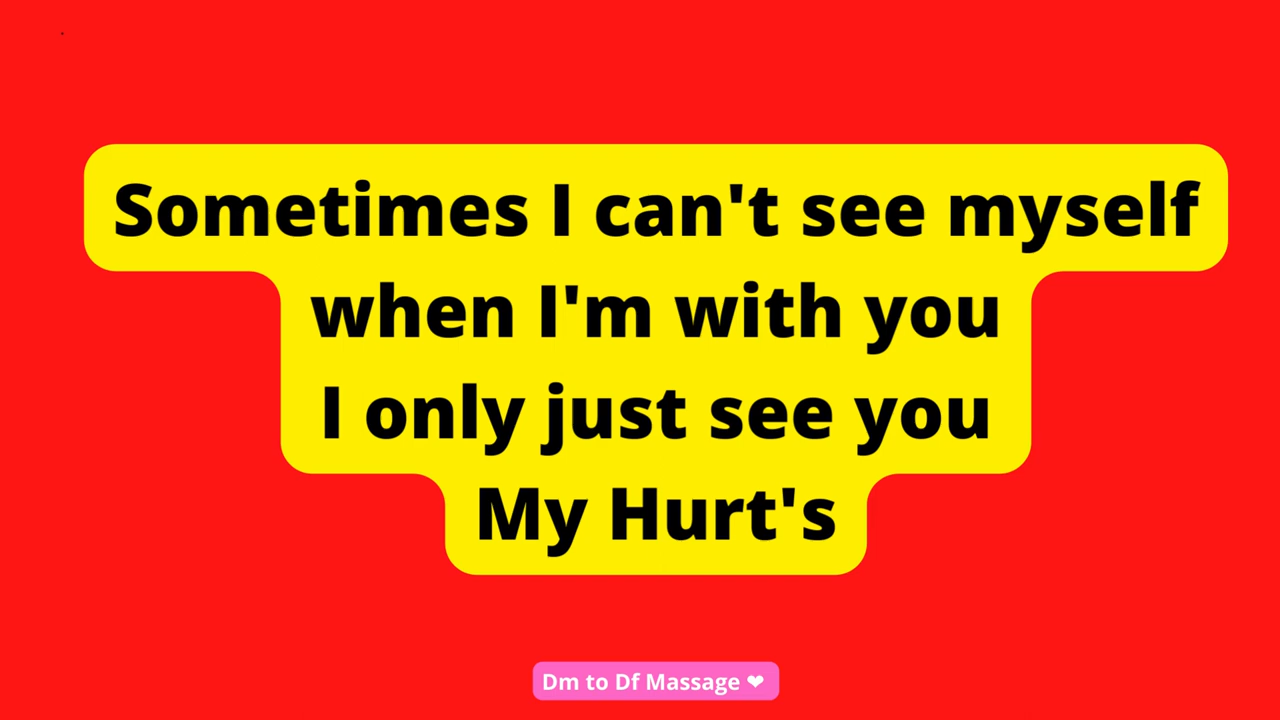 Sometimes I can't see myself
when I'm with you
I only just see you
My Hurt's
Dm to Df Massage ❤